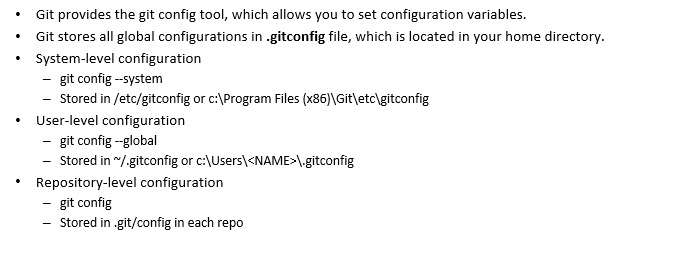 • Git provides the git config tool, which allows you to set configuration variables.
• Git stores all global configurations in .gitconfig file, which is located in your home directory.
• System-level configuration
– git config --system
– Stored in /etc/gitconfig or c:\Program Files (x86)\Git\etc\gitconfig
• User-level configuration
– git config --global
– Stored in ~/.gitconfig or c:\Users\<NAME>\.gitconfig
• Repository-level configuration
– git config
– Stored in .git/config in each repo